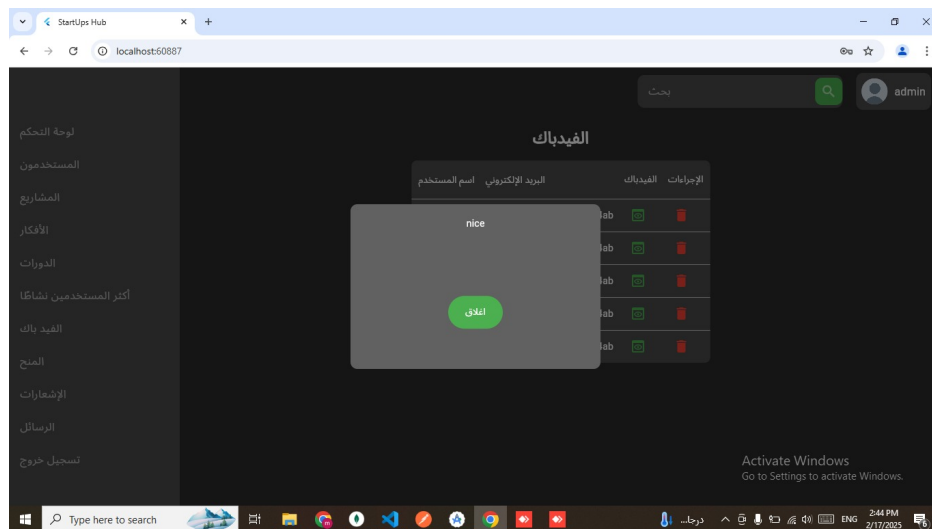 StartUps Hub
localhost:60887
بحث
admin
لوحة التحكم
المستخدمون
المشاريع
الأفكار
الدورات
أكثر المستخدمين نشاطًا
الفيد باك
المنح
الإشعارات
الرسائل
تسجيل خروج
الفيدباك
اسم المستخدم البريد الإلكتروني الفيدباك الإجراءات
nice
اغلاق
Activate Windows
Go to Settings to activate Windows.
Type here to search
درجا...
ENG
2:44 PM
2/17/2025
6